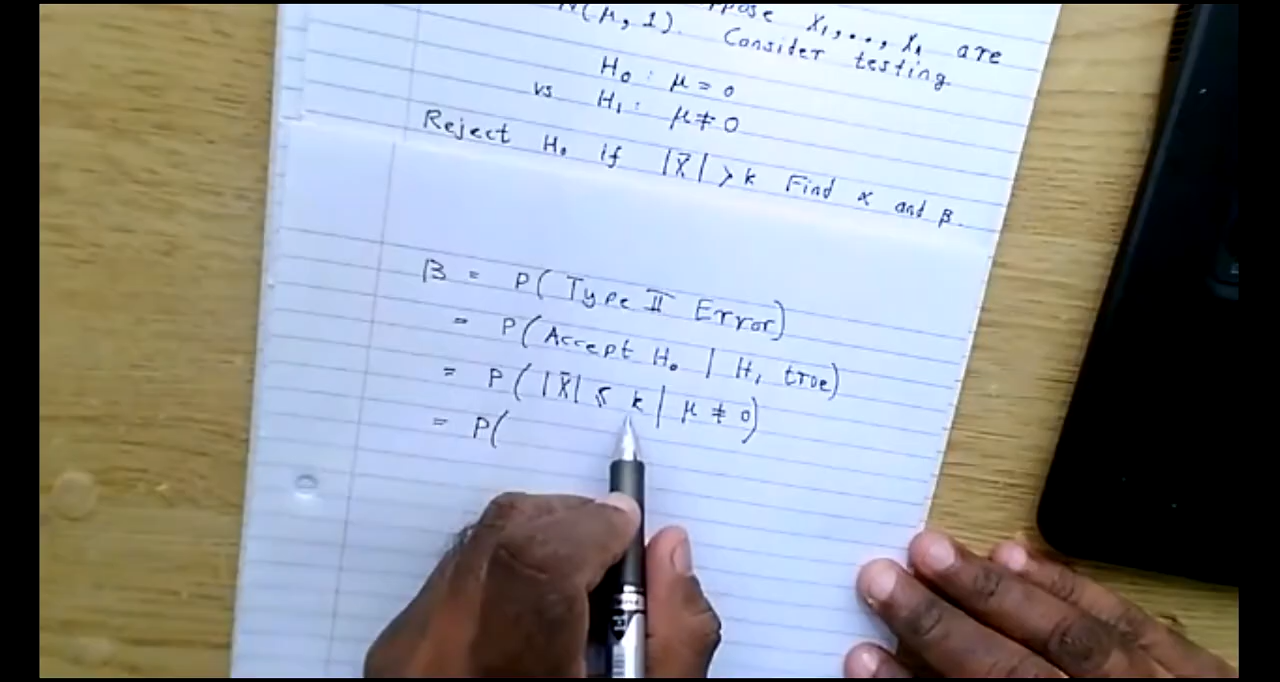 X₁, . . , Xₙ are
N(μ, 1). Consider testing
H₀ : μ = 0
vs H₁ : μ ≠ 0
Reject H₀ if |X̄| > k Find α and β.
β = P( Type II Error)
= P( Accept H₀ | H₁ true)
= P( |X̄| ≤ k | μ ≠ 0)
= P(